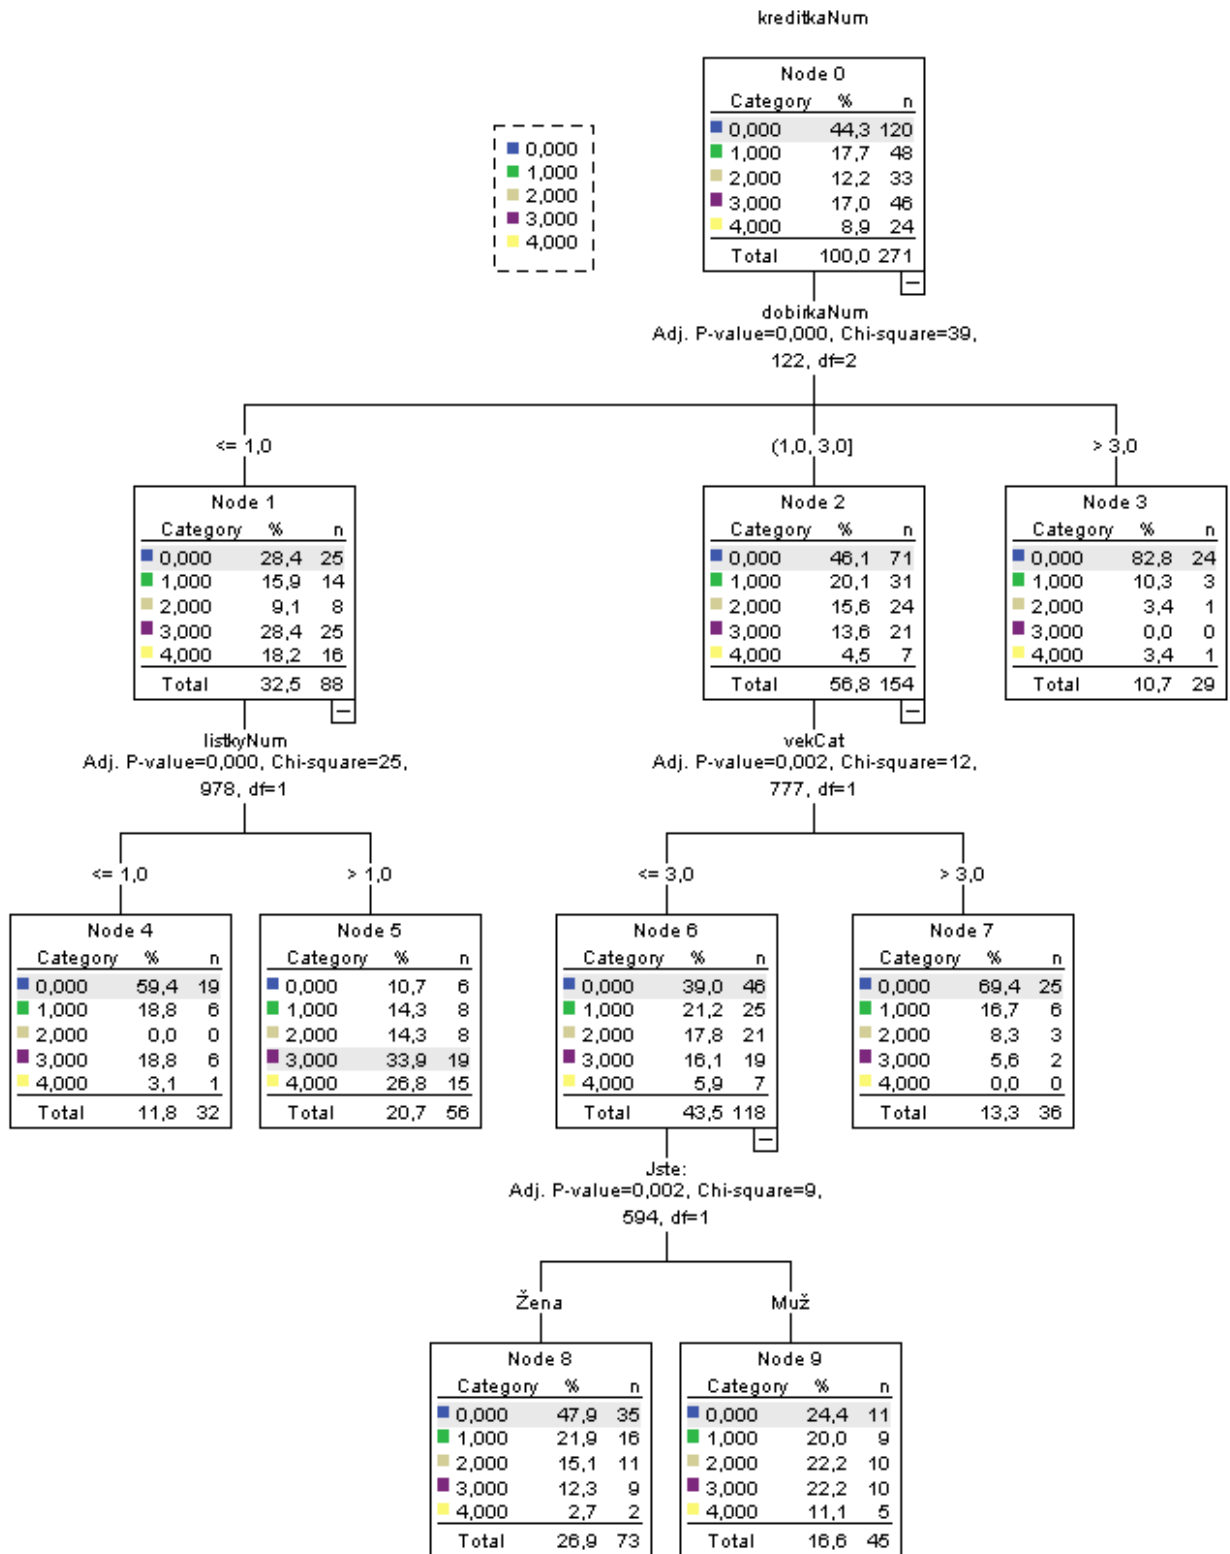 kreditkaNum
Node 0
Category % n
0,000 44,3 120
1,000 17,7 48
2,000 12,2 33
3,000 17,0 46
4,000 8,9 24
Total 100,0 271
0,000
1,000
2,000
3,000
4,000
dobirkaNum
Adj. P-value=0,000, Chi-square=39,
122, df=2
<= 1,0
(1,0, 3,0]
> 3,0
Node 1
Category % n
0,000 28,4 25
1,000 15,9 14
2,000 9,1 8
3,000 28,4 25
4,000 18,2 16
Total 32,5 88
Node 2
Category % n
0,000 46,1 71
1,000 20,1 31
2,000 15,6 24
3,000 13,6 21
4,000 4,5 7
Total 56,8 154
Node 3
Category % n
0,000 82,8 24
1,000 10,3 3
2,000 3,4 1
3,000 0,0 0
4,000 3,4 1
Total 10,7 29
listkyNum
Adj. P-value=0,000, Chi-square=25,
978, df=1
vekCat
Adj. P-value=0,002, Chi-square=12,
777, df=1
<= 1,0
> 1,0
<= 3,0
> 3,0
Node 4
Category % n
0,000 59,4 19
1,000 18,8 6
2,000 0,0 0
3,000 18,8 6
4,000 3,1 1
Total 11,8 32
Node 5
Category % n
0,000 10,7 6
1,000 14,3 8
2,000 14,3 8
3,000 33,9 19
4,000 26,8 15
Total 20,7 56
Node 6
Category % n
0,000 39,0 46
1,000 21,2 25
2,000 17,8 21
3,000 16,1 19
4,000 5,9 7
Total 43,5 118
Node 7
Category % n
0,000 69,4 25
1,000 16,7 6
2,000 8,3 3
3,000 5,6 2
4,000 0,0 0
Total 13,3 36
Jste:
Adj. P-value=0,002, Chi-square=9,
594, df=1
Žena
Muž
Node 8
Category % n
0,000 47,9 35
1,000 21,9 16
2,000 15,1 11
3,000 12,3 9
4,000 2,7 2
Total 26,9 73
Node 9
Category % n
0,000 24,4 11
1,000 20,0 9
2,000 22,2 10
3,000 22,2 10
4,000 11,1 5
Total 16,6 45